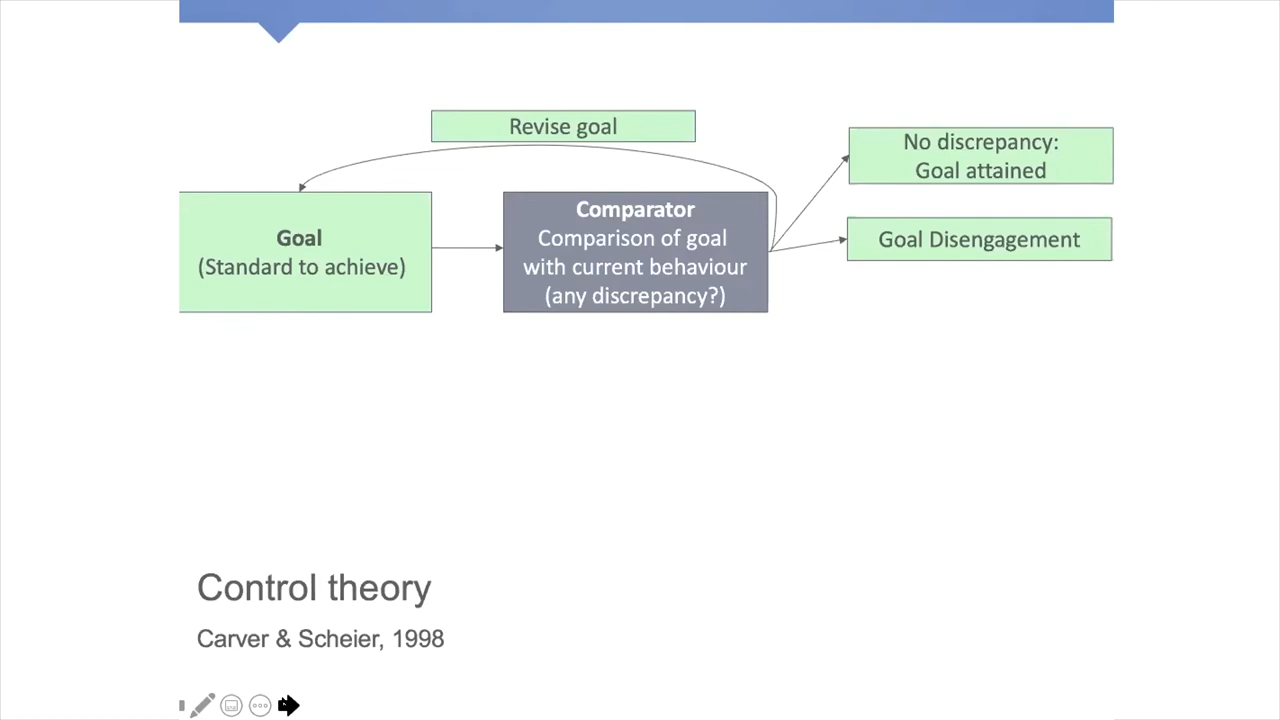 Revise goal
No discrepancy:
Goal attained
Goal
(Standard to achieve)
Comparator
Comparison of goal
with current behaviour
(any discrepancy?)
Goal Disengagement
Control theory
Carver & Scheier, 1998